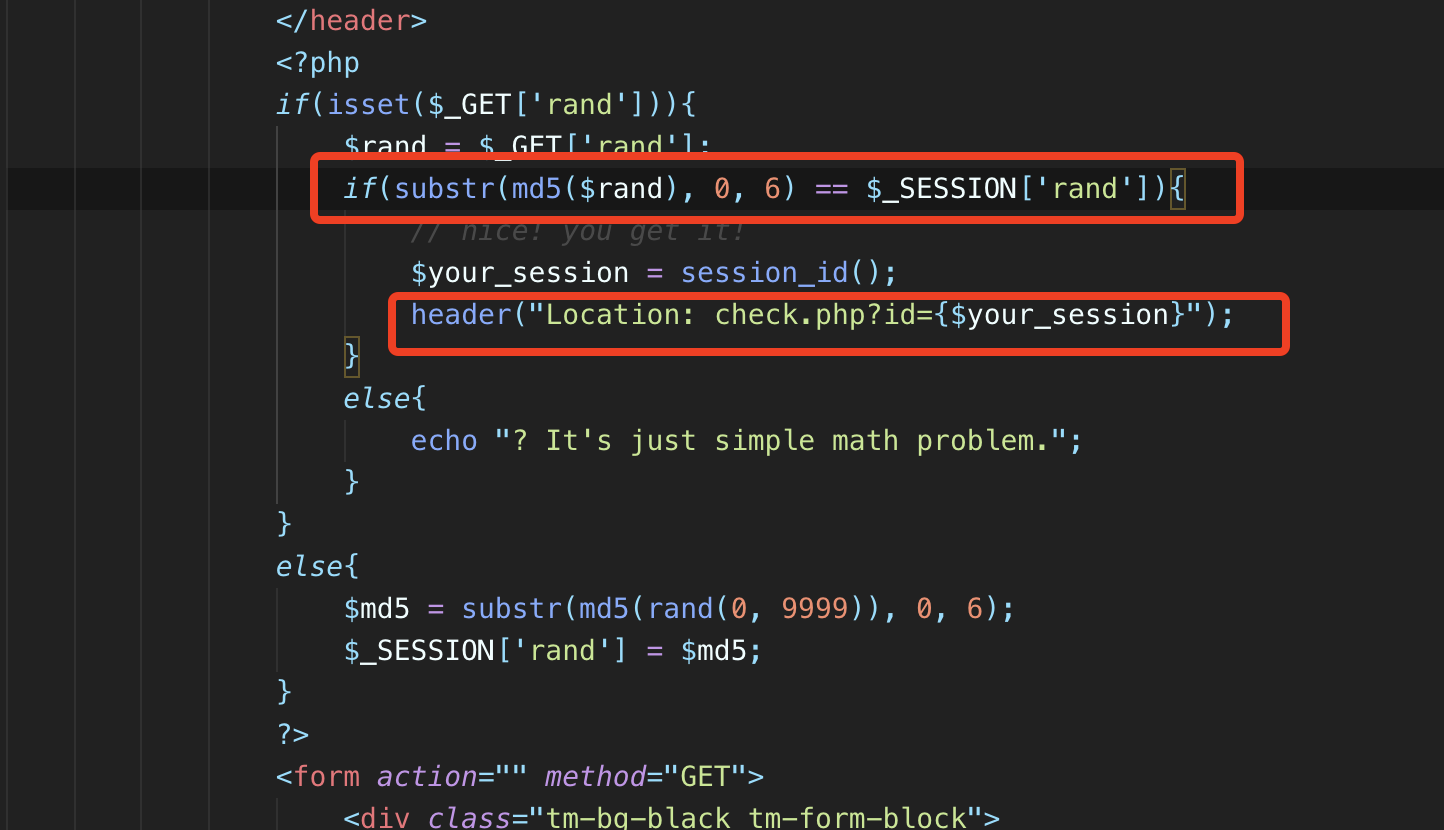 </header>
<?php
if(isset($_GET['rand'])){
$rand = $_GET['rand'];
if(substr(md5($rand), 0, 6) == $_SESSION['rand']){
// nice! you get it!
$your_session = session_id();
header("Location: check.php?id={$your_session}");
}
else{
echo "? It's just simple math problem.";
}
}
else{
$md5 = substr(md5(rand(0, 9999)), 0, 6);
$_SESSION['rand'] = $md5;
}
?>
<form action="" method="GET">
<div class="tm-bg-black tm-form-block">